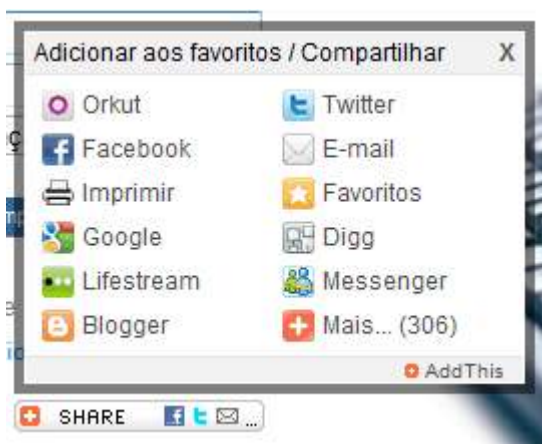 Adicionar aos favoritos / Compartilhar X
Orkut Twitter
Facebook E-mail
Imprimir Favoritos
Google Digg
Lifestream Messenger
Blogger Mais... (306)
AddThis
SHARE ...